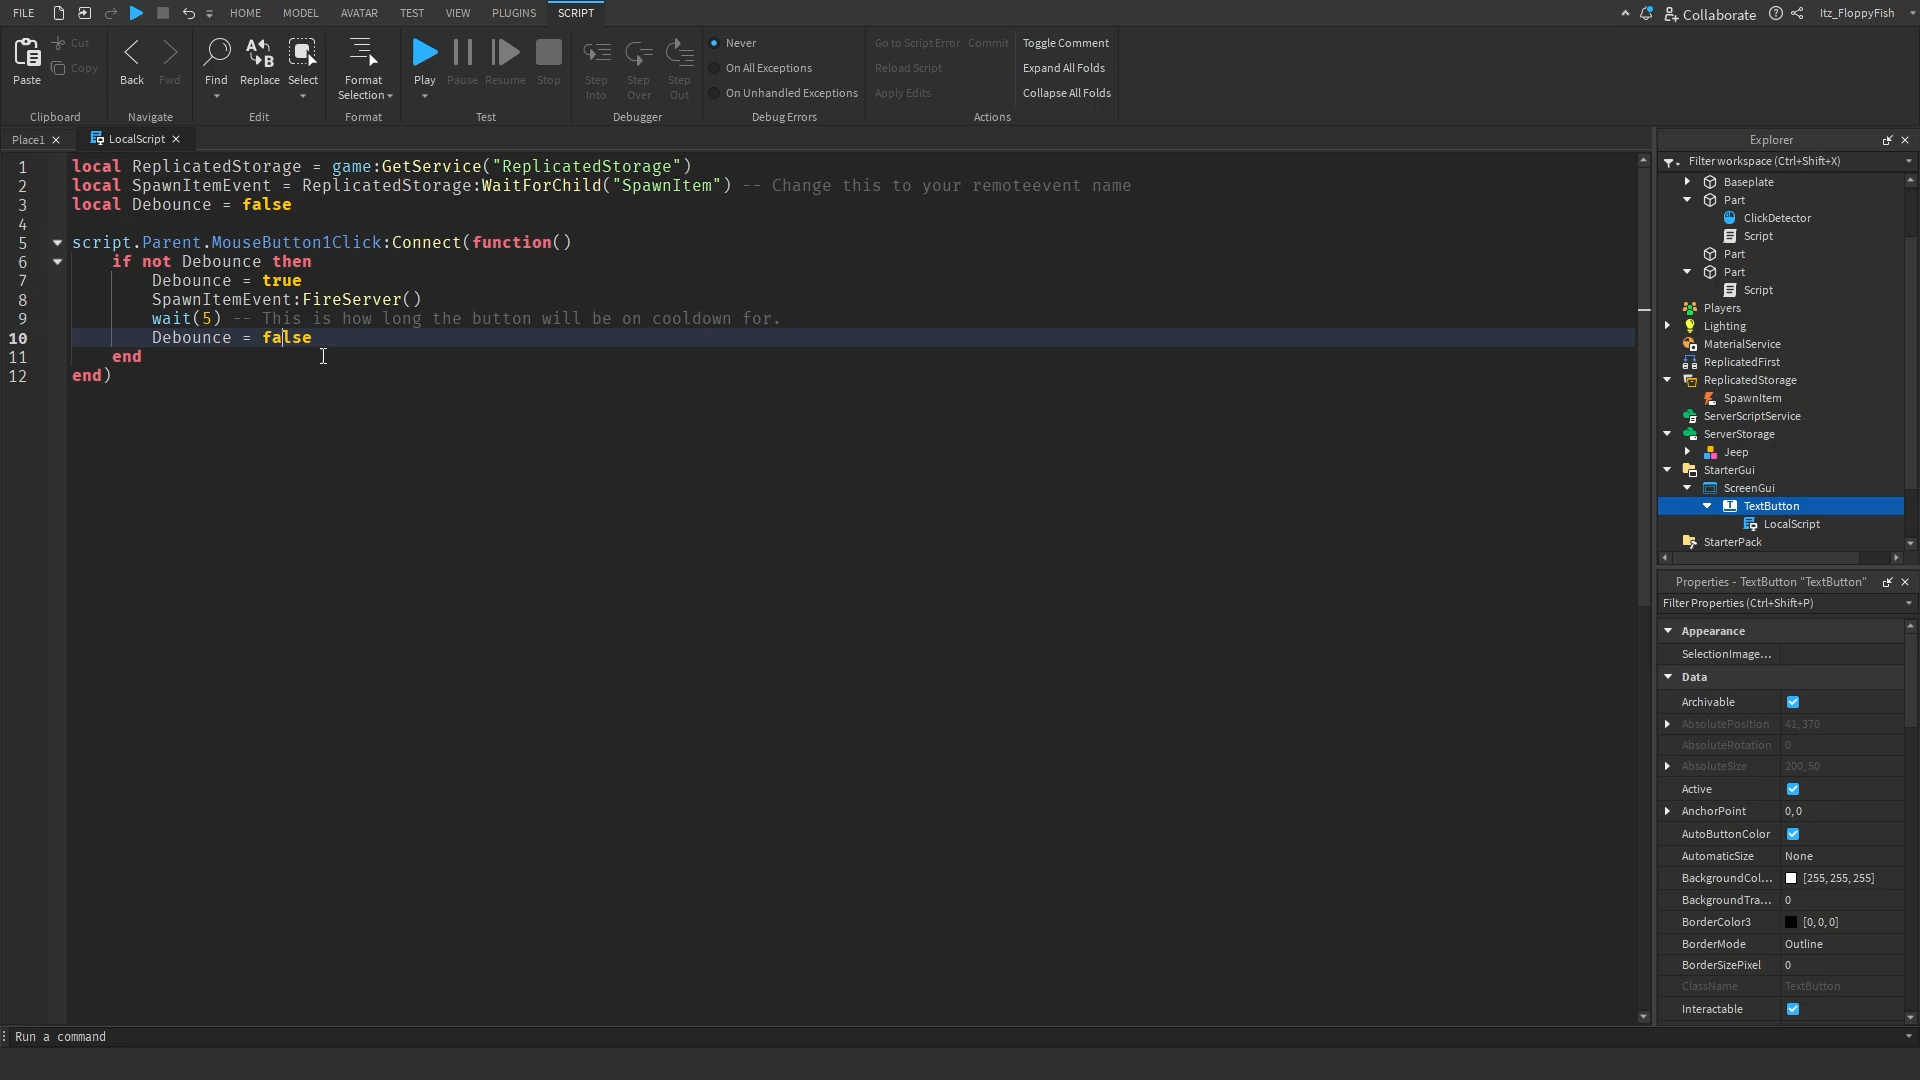 FILE HOME MODEL AVATAR TEST VIEW PLUGINS SCRIPT Collaborate Itz_FloppyFish
Paste Cut Copy
Clipboard
Back Fwd
Navigate
Find Replace Select
Edit
Format Selection
Format
Play Pause Resume Stop
Test
Step Into Step Over Step Out
Debugger
Never
On All Exceptions
On Unhandled Exceptions
Debug Errors
Go to Script Error Commit
Reload Script
Apply Edits
Toggle Comment
Expand All Folds
Collapse All Folds
Actions
Place1 LocalScript
1 local ReplicatedStorage = game:GetService("ReplicatedStorage")
2 local SpawnItemEvent = ReplicatedStorage:WaitForChild("SpawnItem") -- Change this to your remoteevent name
3 local Debounce = false
4
5 script.Parent.MouseButton1Click:Connect(function()
6 if not Debounce then
7 Debounce = true
8 SpawnItemEvent:FireServer()
9 wait(5) -- This is how long the button will be on cooldown for.
10 Debounce = false
11 end
12 end)
Explorer
Filter workspace (Ctrl+Shift+X)
Baseplate
Part
ClickDetector
Script
Part
Part
Script
Players
Lighting
MaterialService
ReplicatedFirst
ReplicatedStorage
SpawnItem
ServerScriptService
ServerStorage
Jeep
StarterGui
ScreenGui
TextButton
LocalScript
StarterPack
Properties - TextButton "TextButton"
Filter Properties (Ctrl+Shift+P)
Appearance
SelectionImage...
Data
Archivable
AbsolutePosition 41, 370
AbsoluteRotation 0
AbsoluteSize 200, 50
Active
AnchorPoint 0, 0
AutoButtonColor
AutomaticSize None
BackgroundCol... [255, 255, 255]
BackgroundTra... 0
BorderColor3 [0, 0, 0]
BorderMode Outline
BorderSizePixel 0
ClassName TextButton
Interactable
Run a command